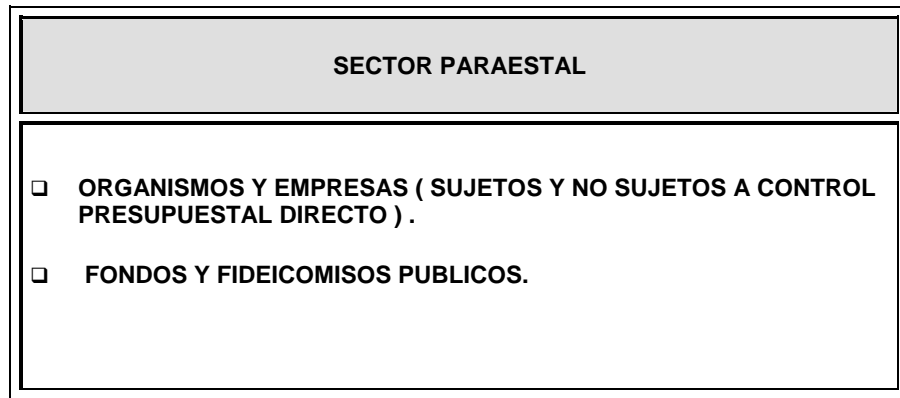 SECTOR PARAESTAL
❑ ORGANISMOS Y EMPRESAS ( SUJETOS Y NO SUJETOS A CONTROL
PRESUPUESTAL DIRECTO ) .
❑ FONDOS Y FIDEICOMISOS PUBLICOS.